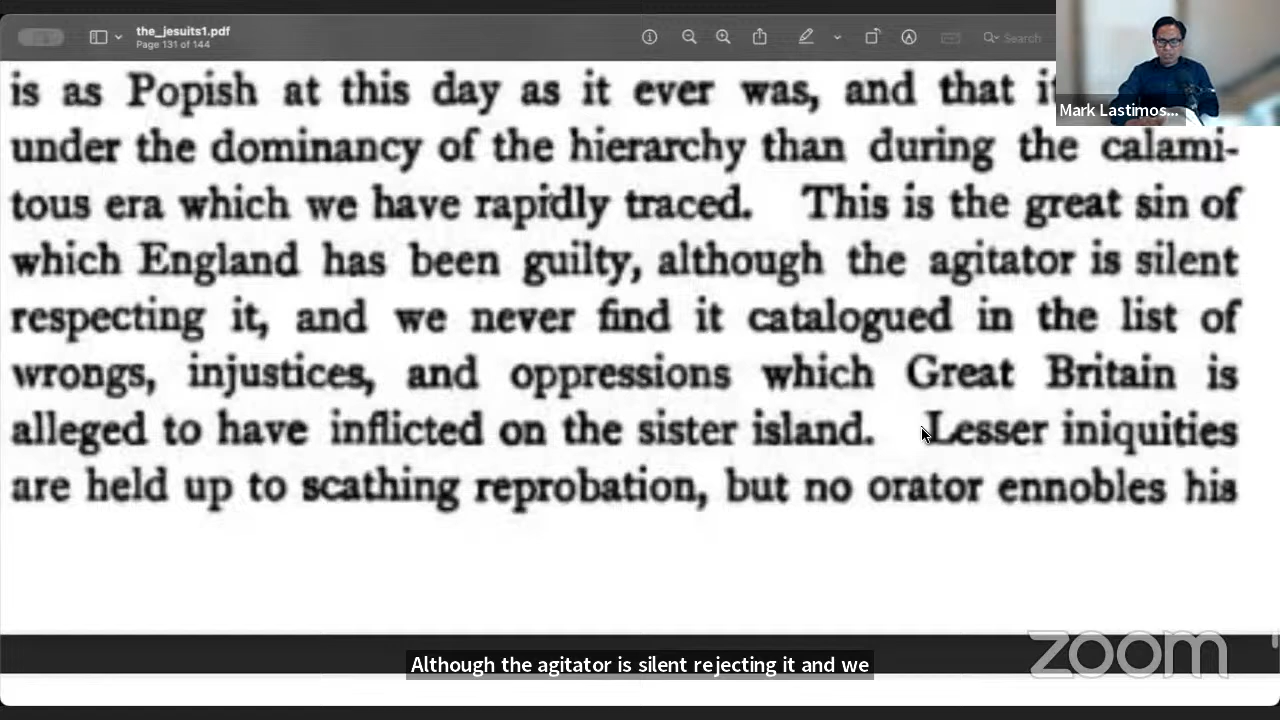 the_jesuits1.pdf
Page 131 of 144
Search
Mark Lastimos...
is as Popish at this day as it ever was, and that
under the dominancy of the hierarchy than during the calami-
tous era which we have rapidly traced. This is the great sin of
which England has been guilty, although the agitator is silent
respecting it, and we never find it catalogued in the list of
wrongs, injustices, and oppressions which Great Britain is
alleged to have inflicted on the sister island. Lesser iniquities
are held up to scathing reprobation, but no orator ennobles his
zoom
Although the agitator is silent rejecting it and we